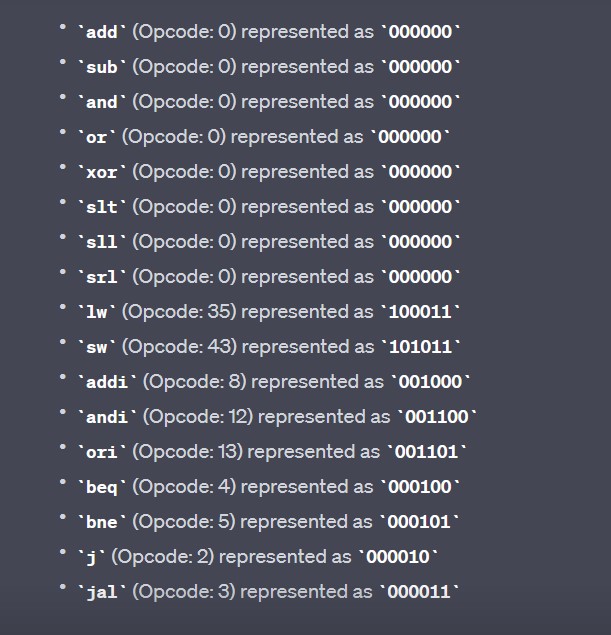 • `add` (Opcode: 0) represented as `000000`
• `sub` (Opcode: 0) represented as `000000`
• `and` (Opcode: 0) represented as `000000`
• `or` (Opcode: 0) represented as `000000`
• `xor` (Opcode: 0) represented as `000000`
• `slt` (Opcode: 0) represented as `000000`
• `sll` (Opcode: 0) represented as `000000`
• `srl` (Opcode: 0) represented as `000000`
• `lw` (Opcode: 35) represented as `100011`
• `sw` (Opcode: 43) represented as `101011`
• `addi` (Opcode: 8) represented as `001000`
• `andi` (Opcode: 12) represented as `001100`
• `ori` (Opcode: 13) represented as `001101`
• `beq` (Opcode: 4) represented as `000100`
• `bne` (Opcode: 5) represented as `000101`
• `j` (Opcode: 2) represented as `000010`
• `jal` (Opcode: 3) represented as `000011`